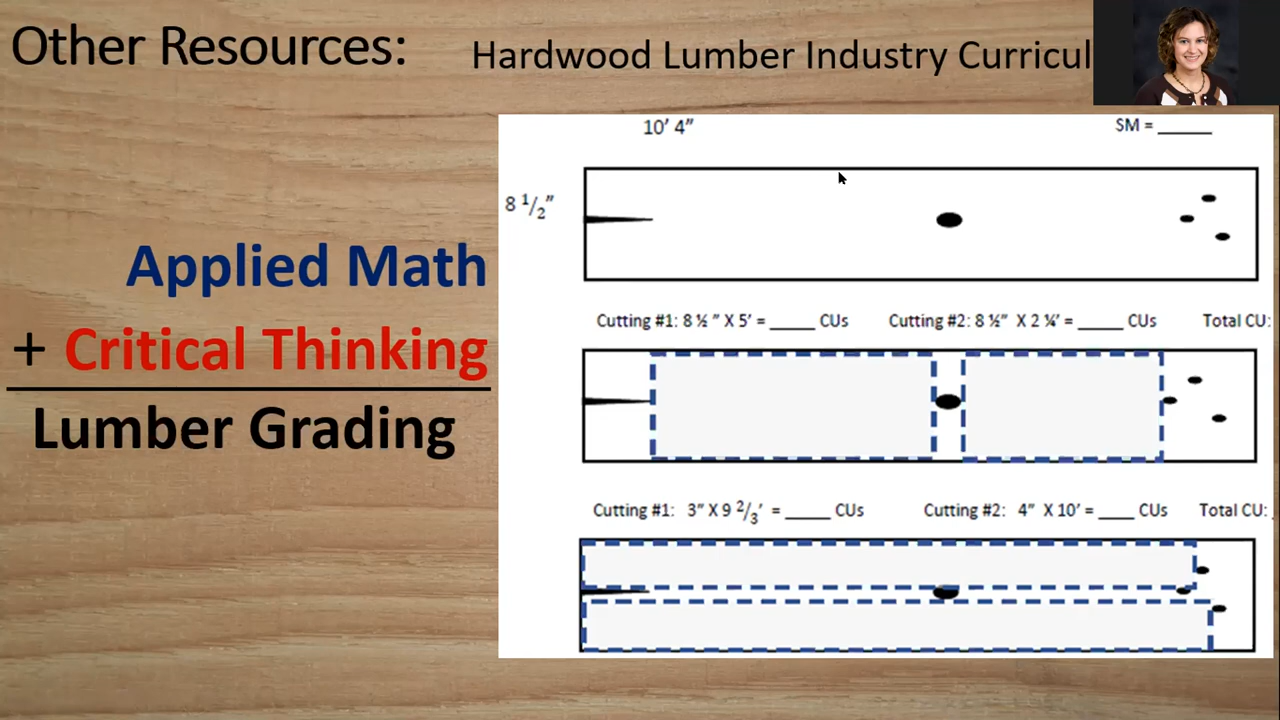 Other Resources:
Hardwood Lumber Industry Curricul
10’ 4”
SM = ______
8 1/2”
Applied Math
+ Critical Thinking
Lumber Grading
Cutting #1: 8 ½ ” X 5’ = _____ CUs
Cutting #2: 8 ½” X 2 ¼’ = _____ CUs
Total CU:
Cutting #1: 3” X 9 2/3’ = _____ CUs
Cutting #2: 4” X 10’ = ____ CUs
Total CU: